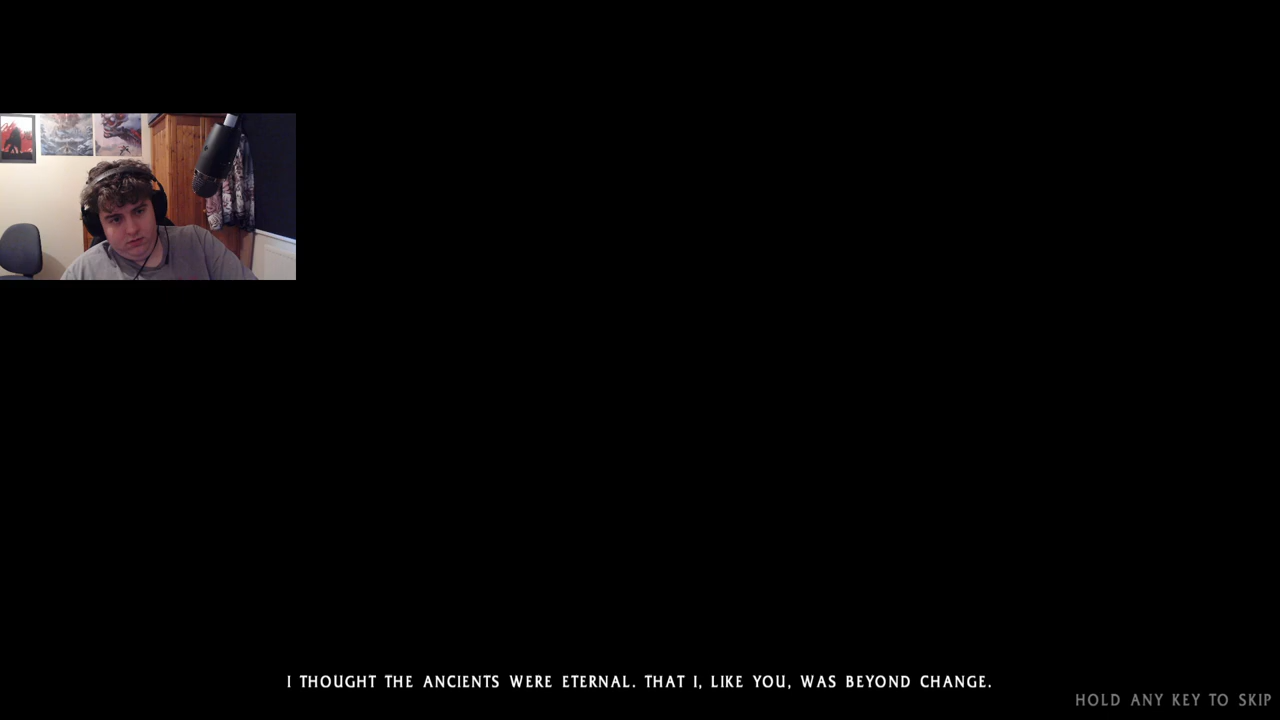 I THOUGHT THE ANCIENTS WERE ETERNAL. THAT I, LIKE YOU, WAS BEYOND CHANGE.
HOLD ANY KEY TO SKIP